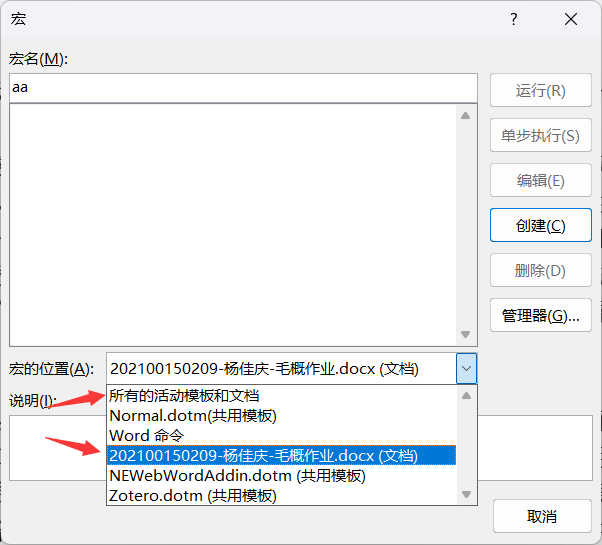 宏
?
宏名(M):
aa
运行(R)
单步执行(S)
编辑(E)
创建(C)
删除(D)
管理器(G)...
宏的位置(A):
202100150209-杨佳庆-毛概作业.docx (文档)
所有的活动模板和文档
Normal.dotm(共用模板)
Word 命令
202100150209-杨佳庆-毛概作业.docx (文档)
NEWebWordAddin.dotm (共用模板)
Zotero.dotm (共用模板)
说明(I):
取消